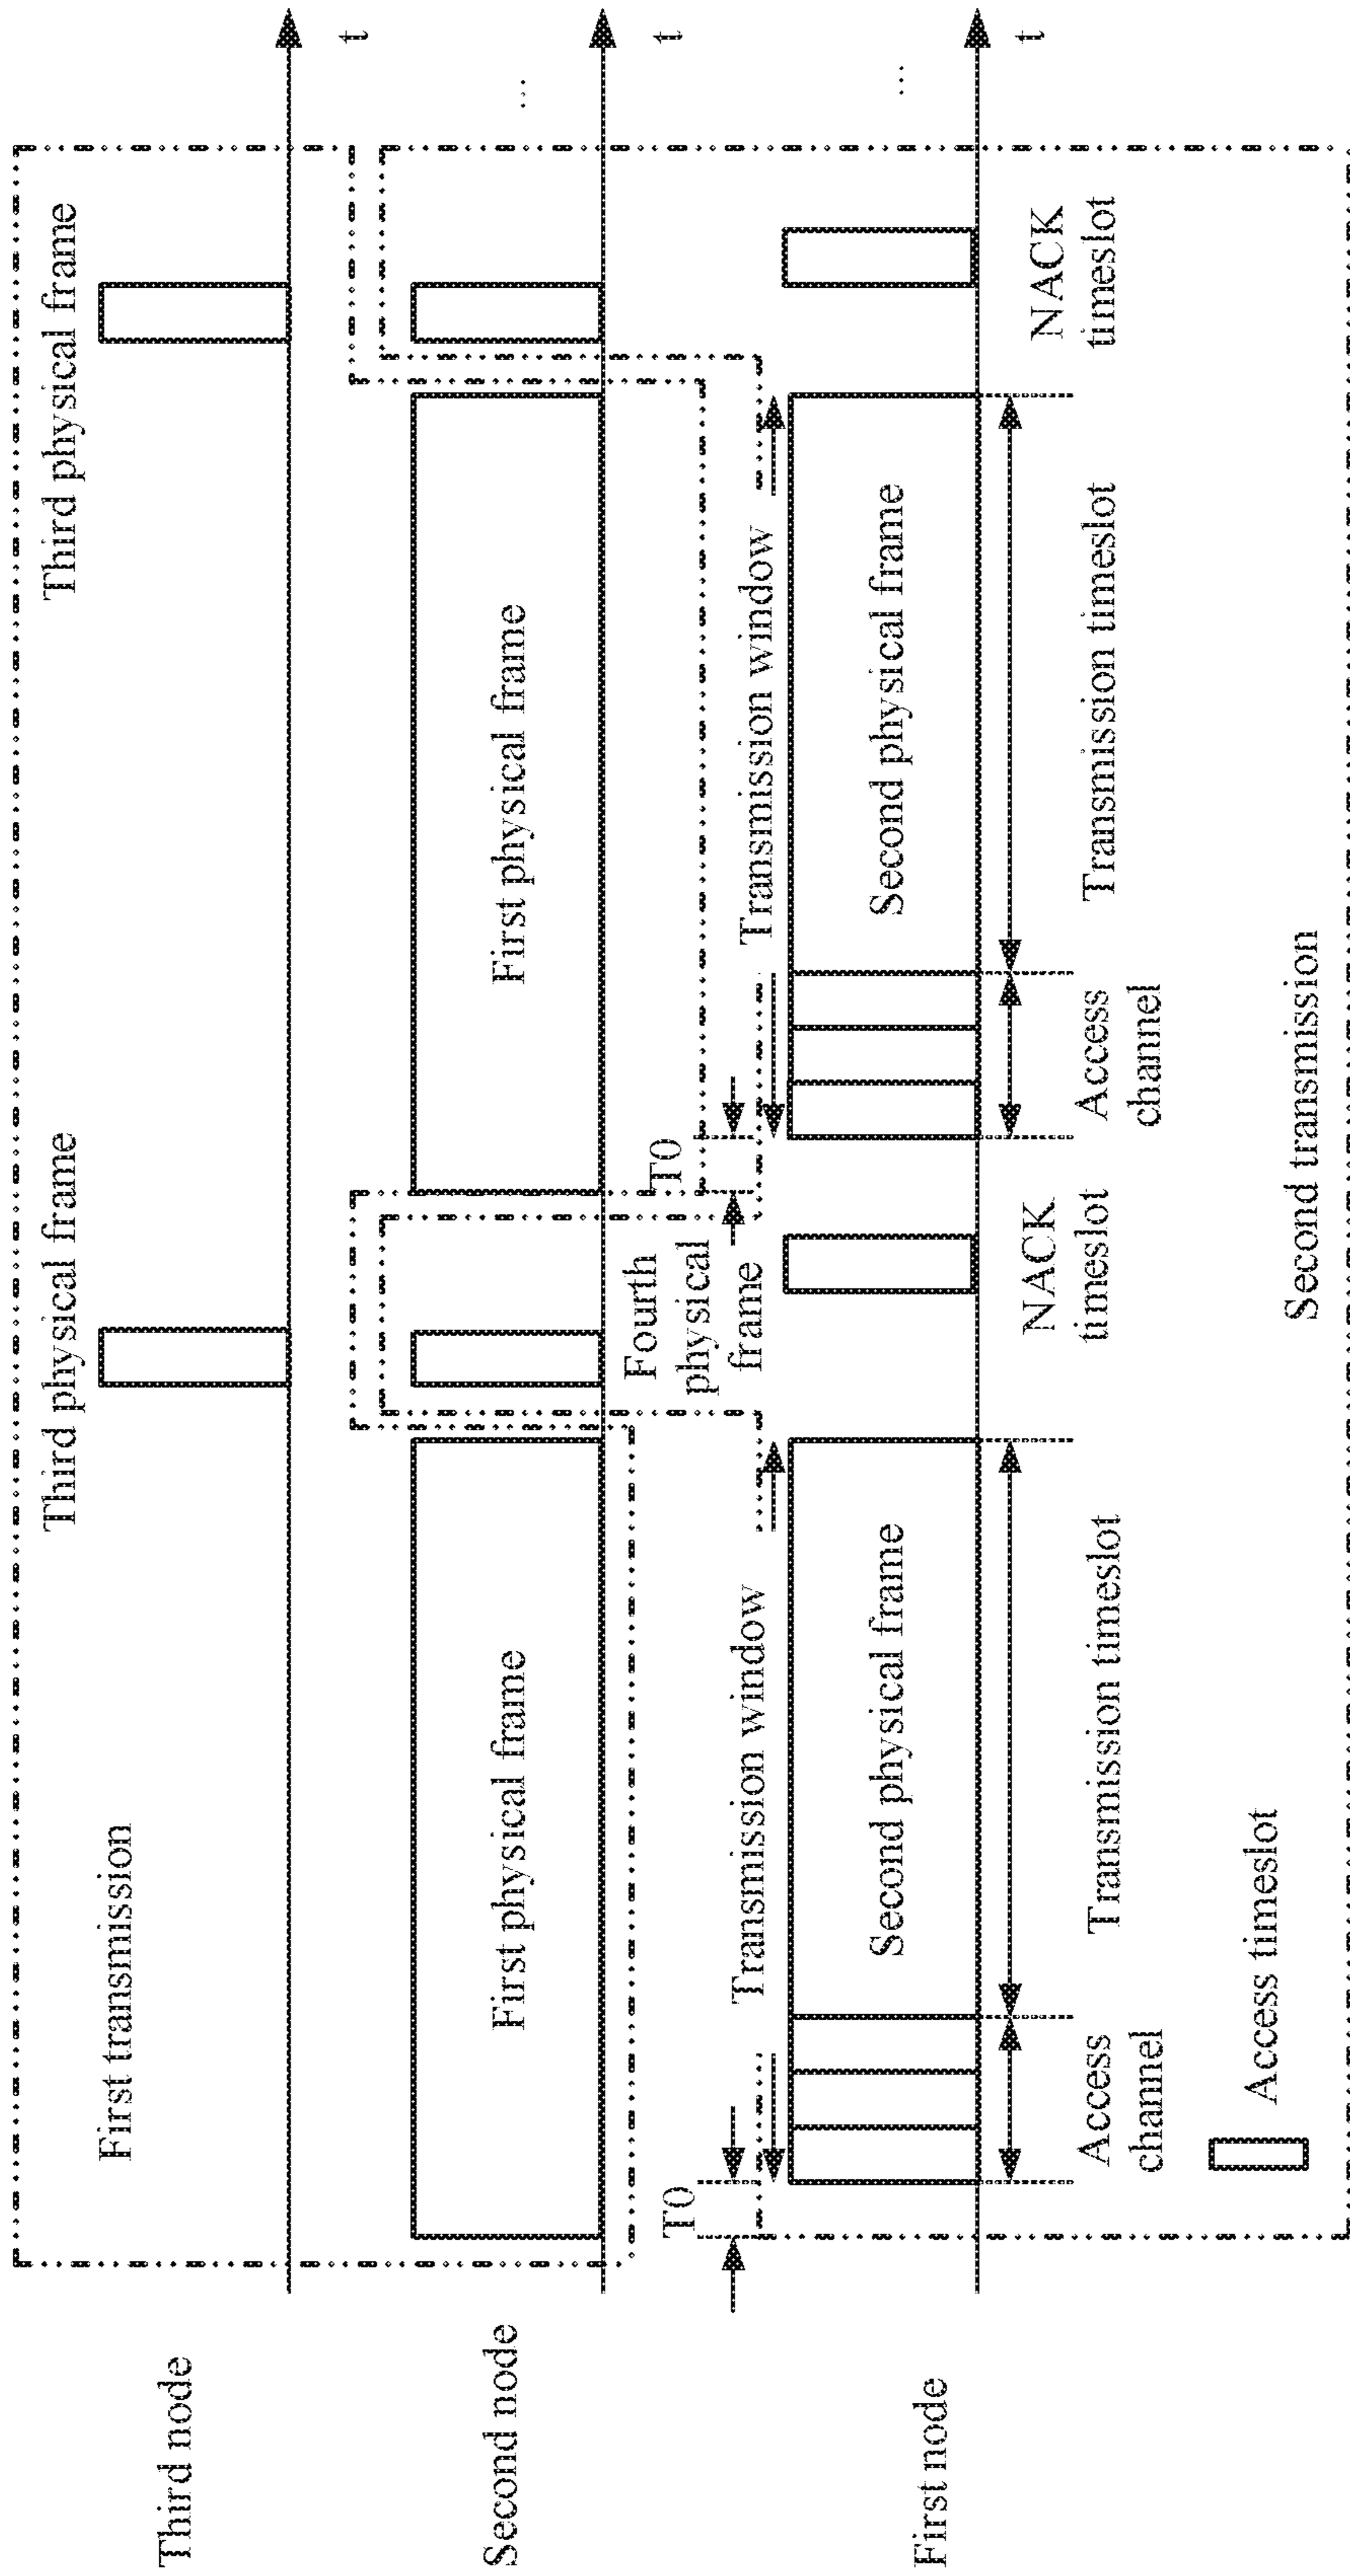 First transmission
Third physical frame
Third physical frame
Third node
t
First physical frame
First physical frame
...
Second node
t
T0
Transmission window
Fourth
physical
frame
T0
Transmission window
Second physical frame
Second physical frame
...
First node
t
Access
channel
Transmission timeslot
NACK
timeslot
Access
channel
Transmission timeslot
NACK
timeslot
Access timeslot
Second transmission